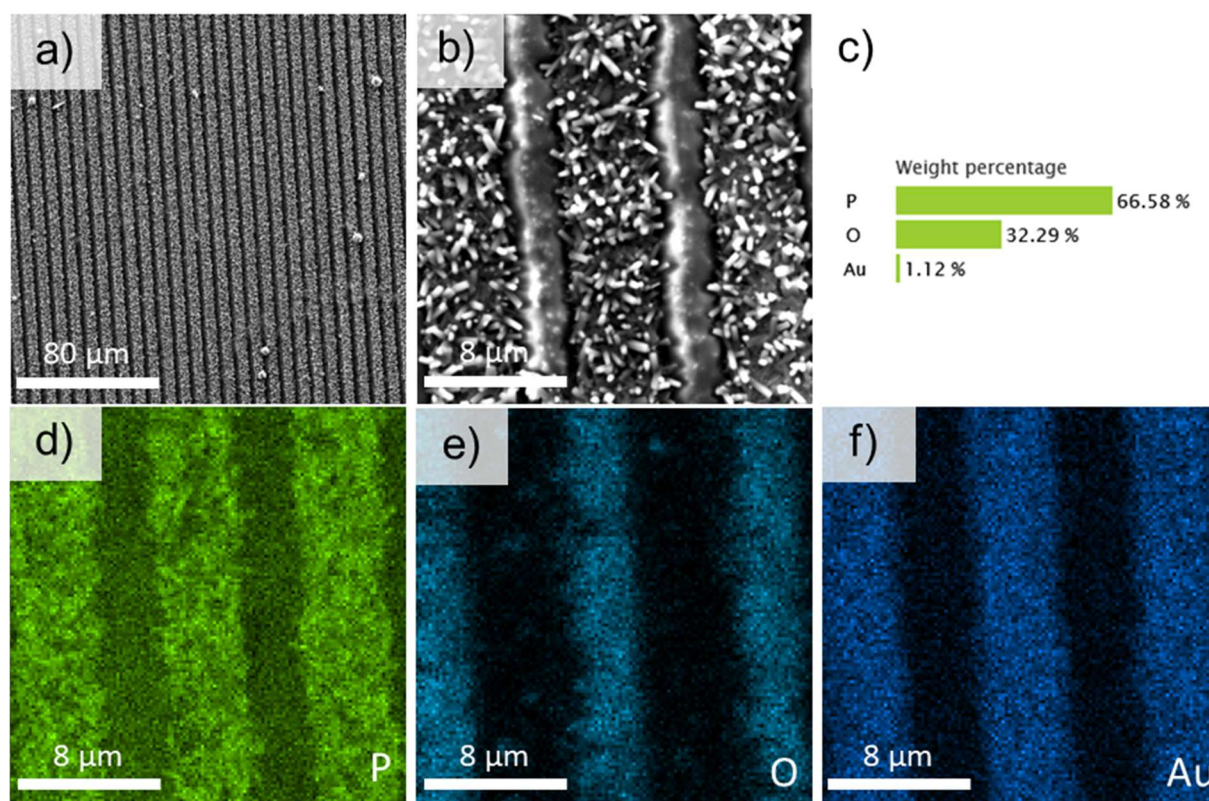 a)
b)
c)
80 μm
8 μm
Weight percentage
P 66.58 %
O 32.29 %
Au 1.12 %
d)
e)
f)
8 μm
P
8 μm
O
8 μm
Au